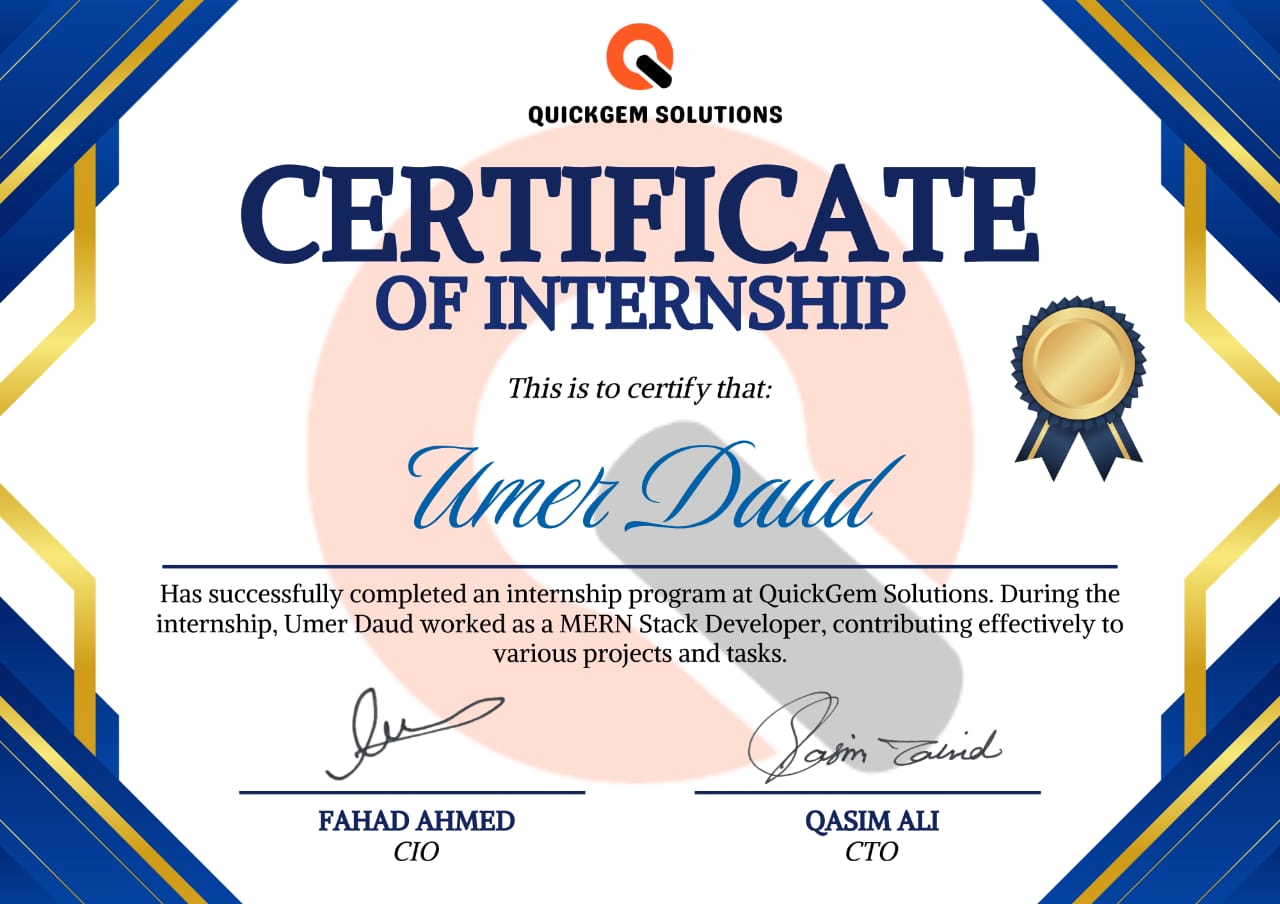 QUICKGEM SOLUTIONS
CERTIFICATE
OF INTERNSHIP
This is to certify that:
Umer Daud
Has successfully completed an internship program at QuickGem Solutions. During the
internship, Umer Daud worked as a MERN Stack Developer, contributing effectively to
various projects and tasks.
Qasim
FAHAD AHMED
CIO
QASIM ALI
CTO